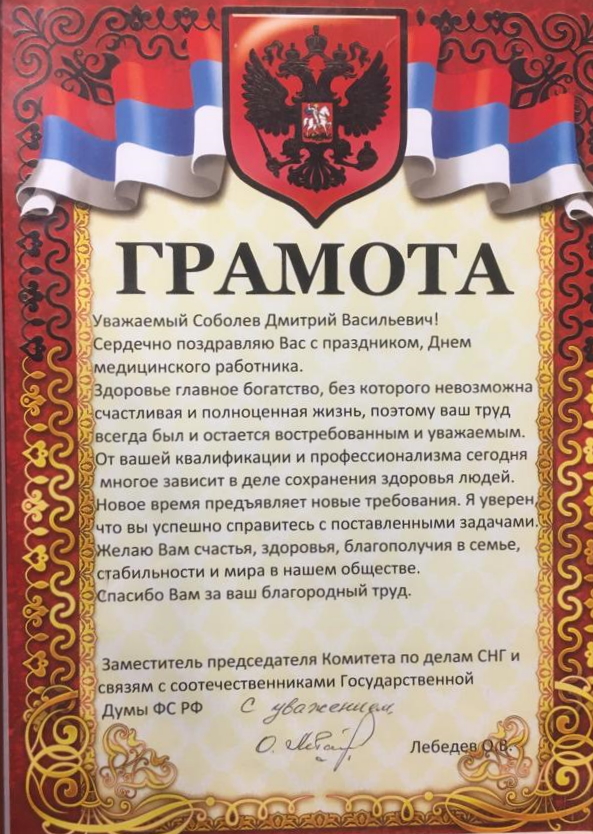 ГРАМОТА
Уважаемый Соболев Дмитрий Васильевич!
Сердечно поздравляю Вас с праздником, Днем
медицинского работника.
Здоровье главное богатство, без которого невозможна
счастливая и полноценная жизнь, поэтому ваш труд
всегда был и остается востребованным и уважаемым.
От вашей квалификации и профессионализма сегодня
многое зависит в деле сохранения здоровья людей.
Новое время предъявляет новые требования. Я уверен,
что вы успешно справитесь с поставленными задачами.
Желаю Вам счастья, здоровья, благополучия в семье,
стабильности и мира в нашем обществе.
Спасибо Вам за ваш благородный труд.
Заместитель председателя Комитета по делам СНГ и
связям с соотечественниками Государственной
Думы ФС РФ С уважением,
Лебедев О.В.